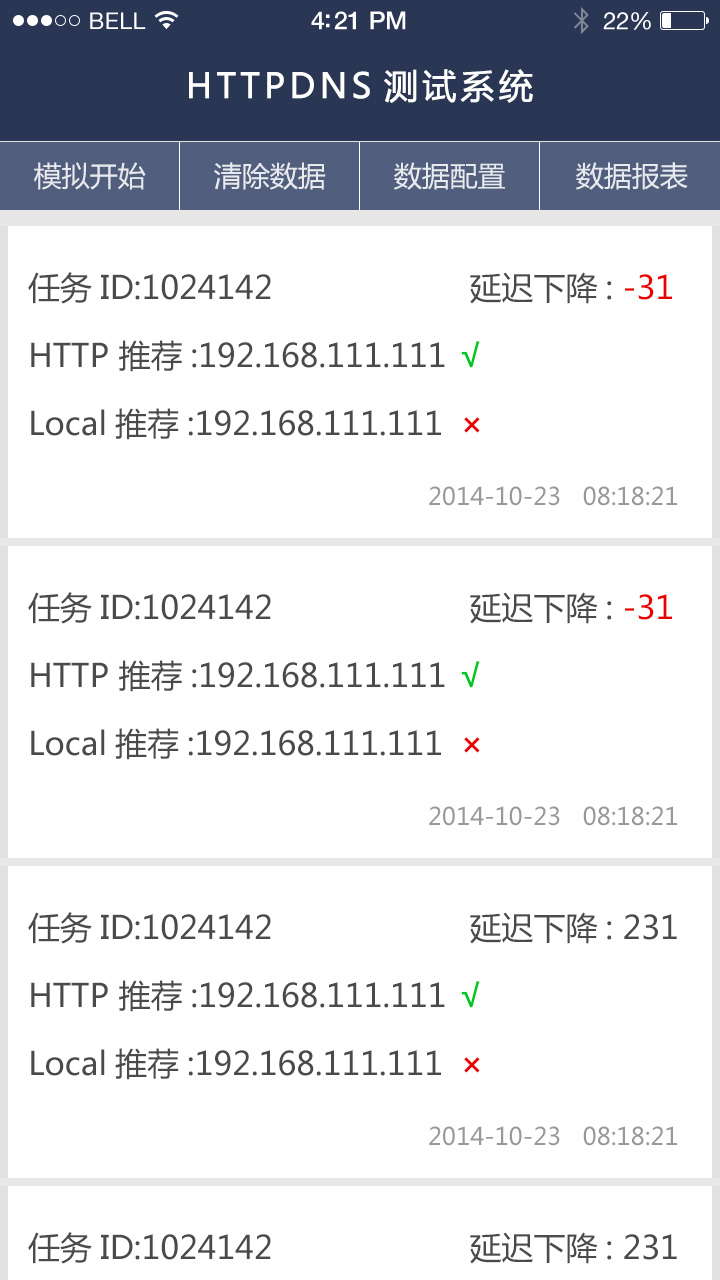 BELL 4:21 PM 22%
HTTPDNS 测试系统
模拟开始 清除数据 数据配置 数据报表
任务 ID:1024142 延迟下降 : -31
HTTP 推荐 :192.168.111.111 √
Local 推荐 :192.168.111.111 ×
2014-10-23 08:18:21
任务 ID:1024142 延迟下降 : -31
HTTP 推荐 :192.168.111.111 √
Local 推荐 :192.168.111.111 ×
2014-10-23 08:18:21
任务 ID:1024142 延迟下降 : 231
HTTP 推荐 :192.168.111.111 √
Local 推荐 :192.168.111.111 ×
2014-10-23 08:18:21
任务 ID:1024142 延迟下降 : 231